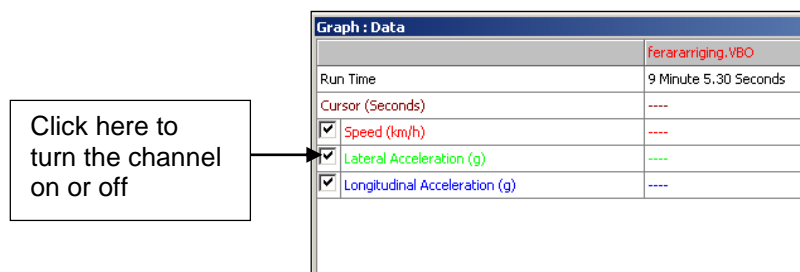 Graph : Data
ferararriging.VBO
Run Time 9 Minute 5.30 Seconds
Cursor (Seconds) ----
Speed (km/h) ----
Lateral Acceleration (g) ----
Longitudinal Acceleration (g) ----
Click here to
turn the channel
on or off